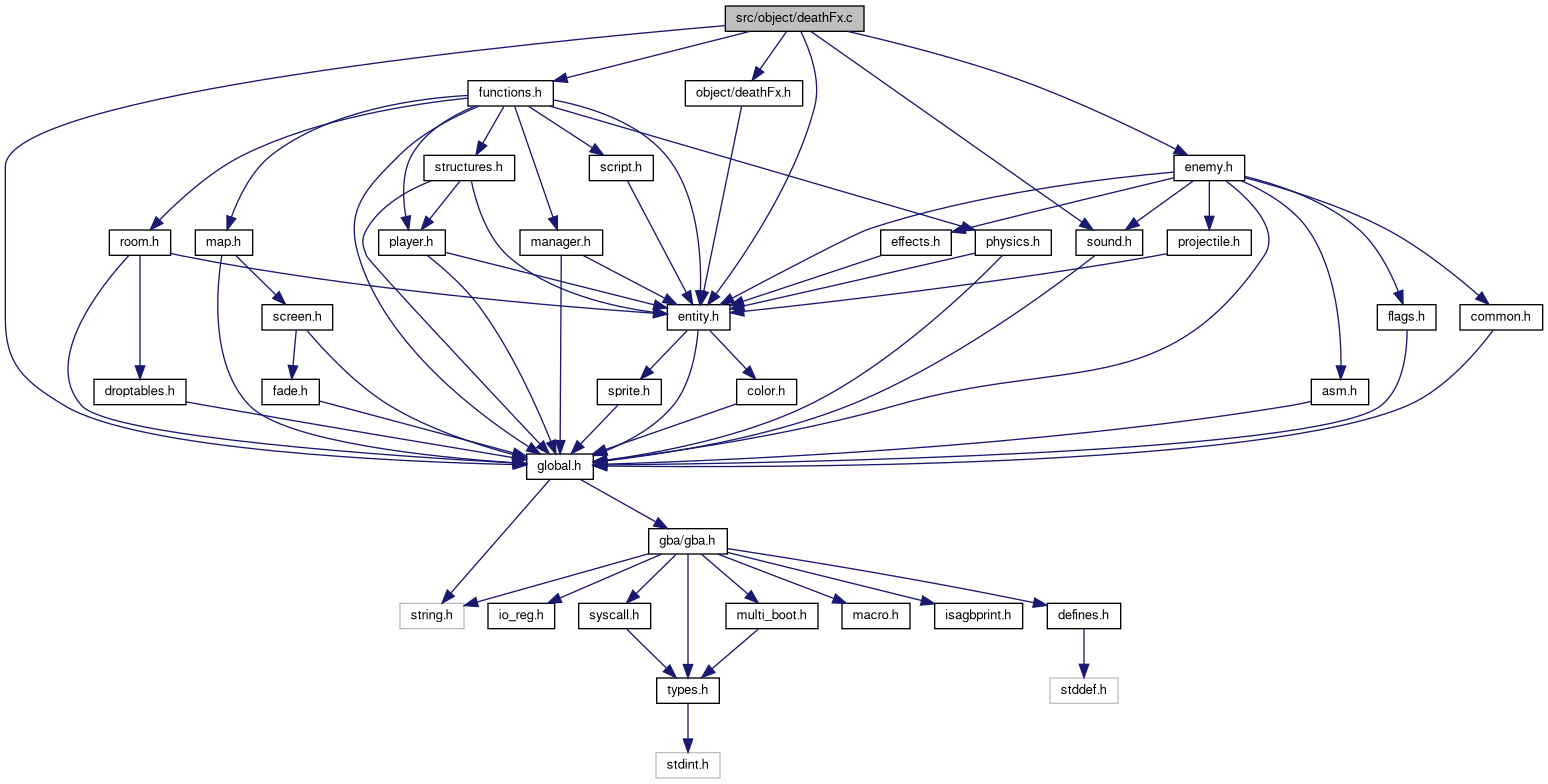 src/object/deathFx.c
functions.h
object/deathFx.h
structures.h
script.h
enemy.h
room.h
map.h
player.h
manager.h
effects.h
physics.h
sound.h
projectile.h
screen.h
entity.h
flags.h
common.h
droptables.h
fade.h
sprite.h
color.h
asm.h
global.h
gba/gba.h
string.h
io_reg.h
syscall.h
multi_boot.h
macro.h
isagbprint.h
defines.h
types.h
stddef.h
stdint.h